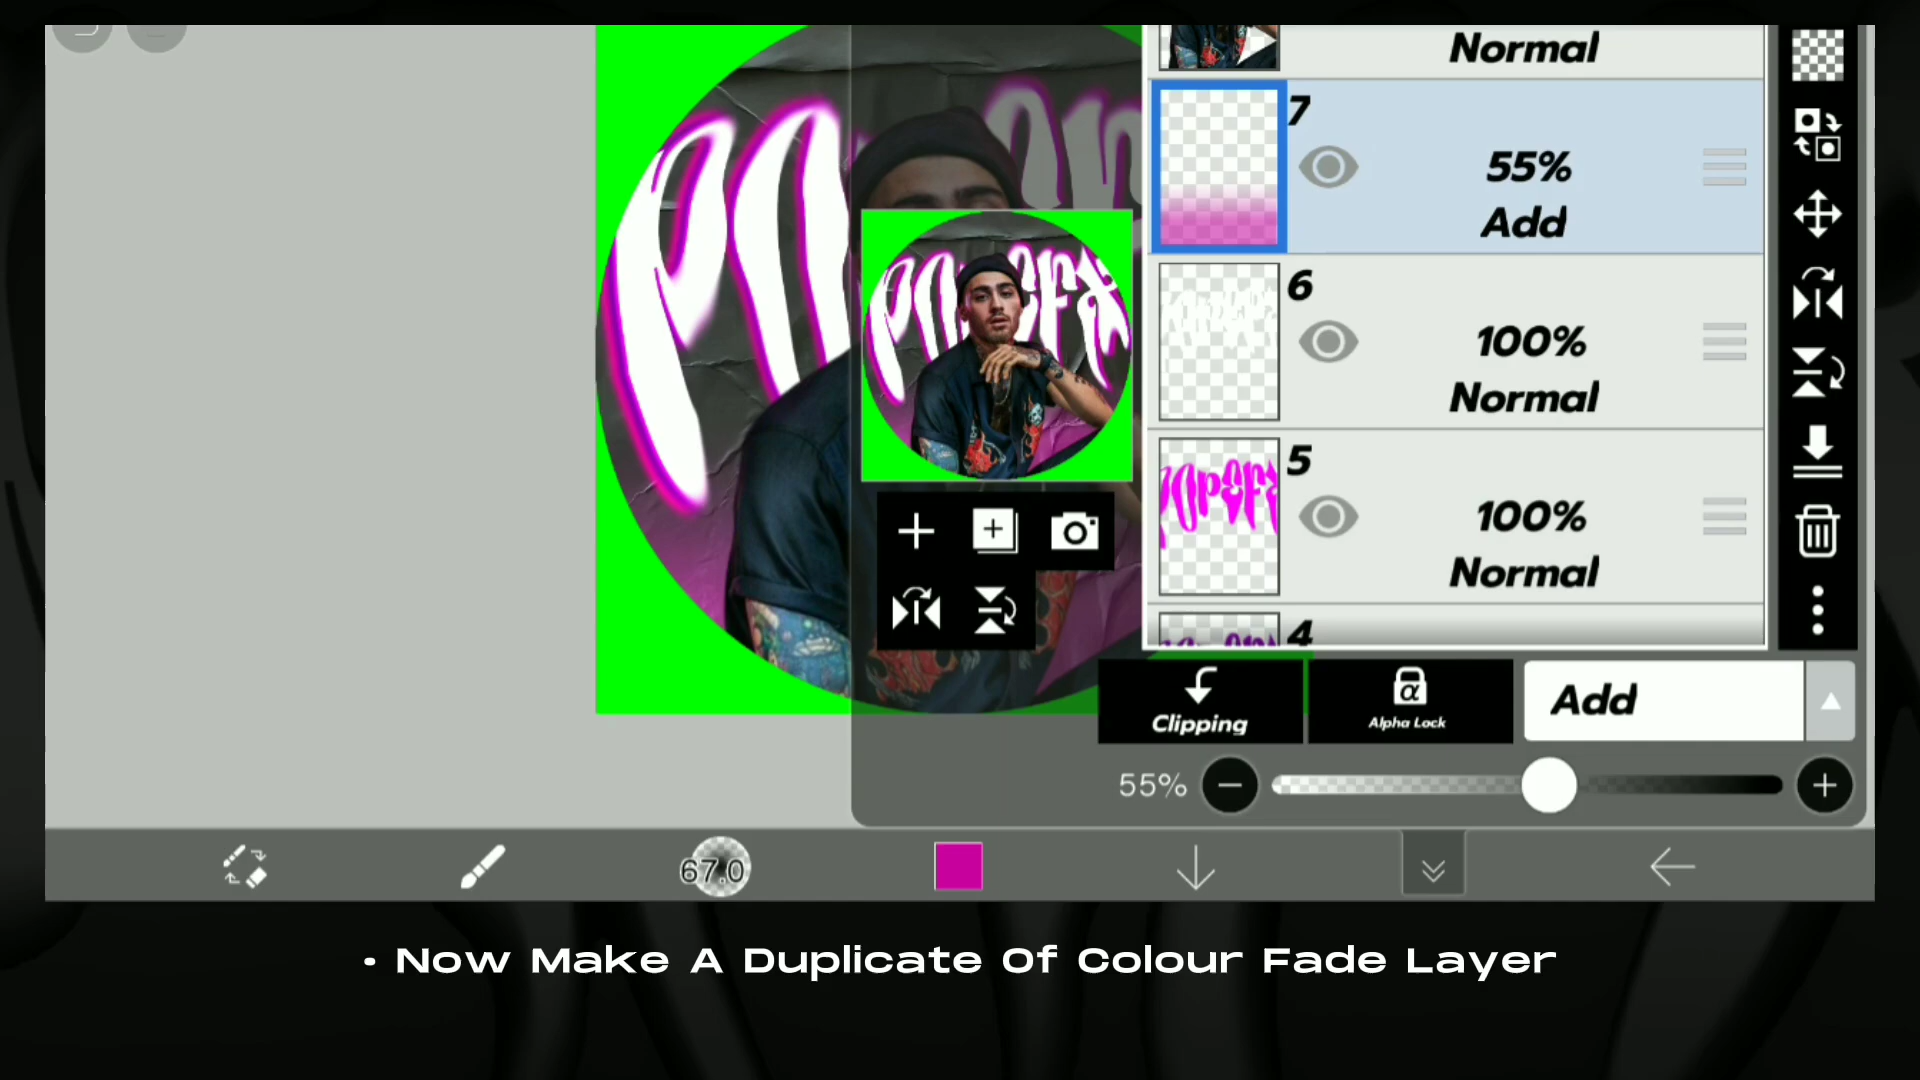 Normal
7
55%
Add
6
100%
Normal
5
100%
Normal
4
Clipping
α
Alpha Lock
Add
55%
67.0
• Now Make A Duplicate Of Colour Fade Layer